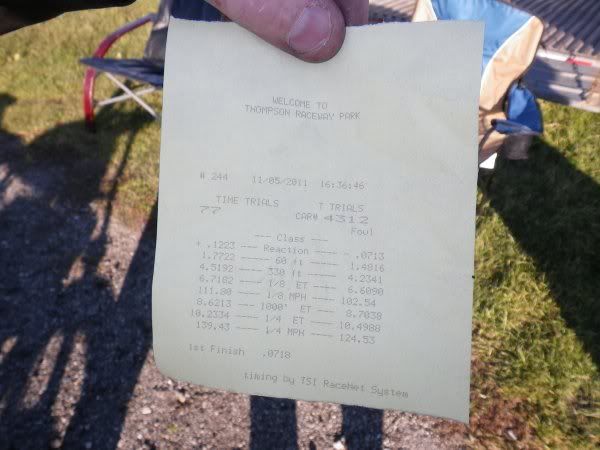 WELCOME TO
THOMPSON RACEWAY PARK
# 244 11/05/2011 16:36:46
TIME TRIALS T TRIALS
77 CAR# 4312
Foul
--- Class ---
+ .1223 --- Reaction ---- - .0713
1.7722 ---- 60 ft ---- 1.4816
4.5192 ---- 330 ft ---- 4.2341
6.7182 ---- 1/8 ET ---- 6.6090
111.80 ---- 1/8 MPH ---- 102.54
8.6213 ---- 1000' ET ---- 8.7038
10.2334 ---- 1/4 ET ---- 10.4988
139.43 ---- 1/4 MPH ---- 124.53
1st Finish .0718
timing by TSI RaceNet System